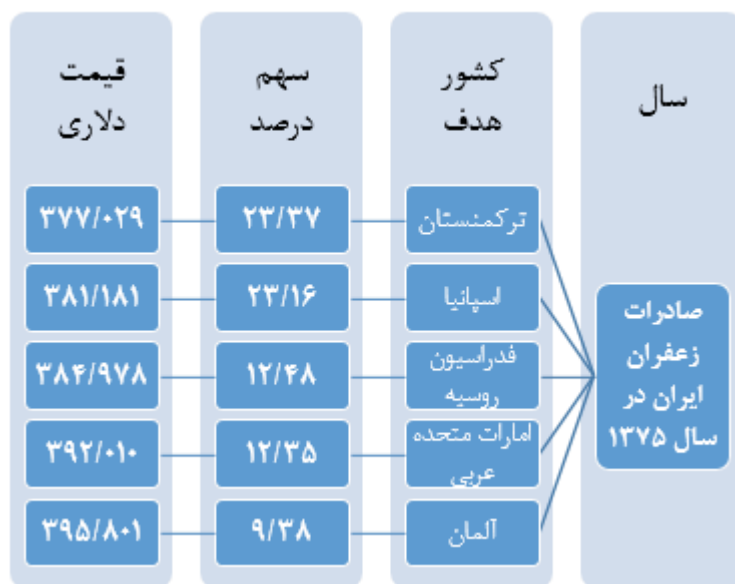 سال
کشور
هدف
سهم
درصد
قیمت
دلاری
صادرات
زعفران
ایران در
سال ۱۳۷۵
ترکمنستان
۲۳/۳۷
۳۷۷/۰۲۹
اسپانیا
۲۳/۱۶
۳۸۱/۱۸۱
فدراسیون
روسیه
۱۲/۴۸
۳۸۴/۹۷۸
امارات متحده
عربی
۱۲/۳۵
۳۹۲/۰۱۰
آلمان
۹/۳۸
۳۹۵/۸۰۱